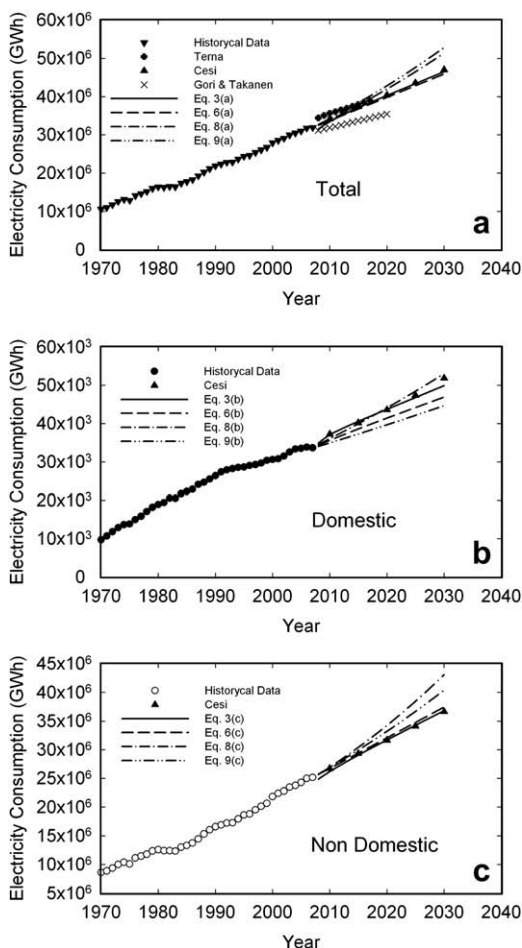 Electricity Consumption (GWh)
60x10⁶
50x10⁶
40x10⁶
30x10⁶
20x10⁶
10x10⁶
0
Historycal Data
Terna
Cesi
Gori & Takanen
Eq. 3(a)
Eq. 6(a)
Eq. 8(a)
Eq. 9(a)
Total
a
1970 1980 1990 2000 2010 2020 2030 2040
Year
Electricity Consumption (GWh)
60x10³
50x10³
40x10³
30x10³
20x10³
10x10³
0
Historycal Data
Cesi
Eq. 3(b)
Eq. 6(b)
Eq. 8(b)
Eq. 9(b)
Domestic
b
1970 1980 1990 2000 2010 2020 2030 2040
Year
Electricity Consumption (GWh)
45x10⁶
40x10⁶
35x10⁶
30x10⁶
25x10⁶
20x10⁶
15x10⁶
10x10⁶
5x10⁶
Historycal Data
Cesi
Eq. 3(c)
Eq. 6(c)
Eq. 8(c)
Eq. 9(c)
Non Domestic
c
1970 1980 1990 2000 2010 2020 2030 2040
Year